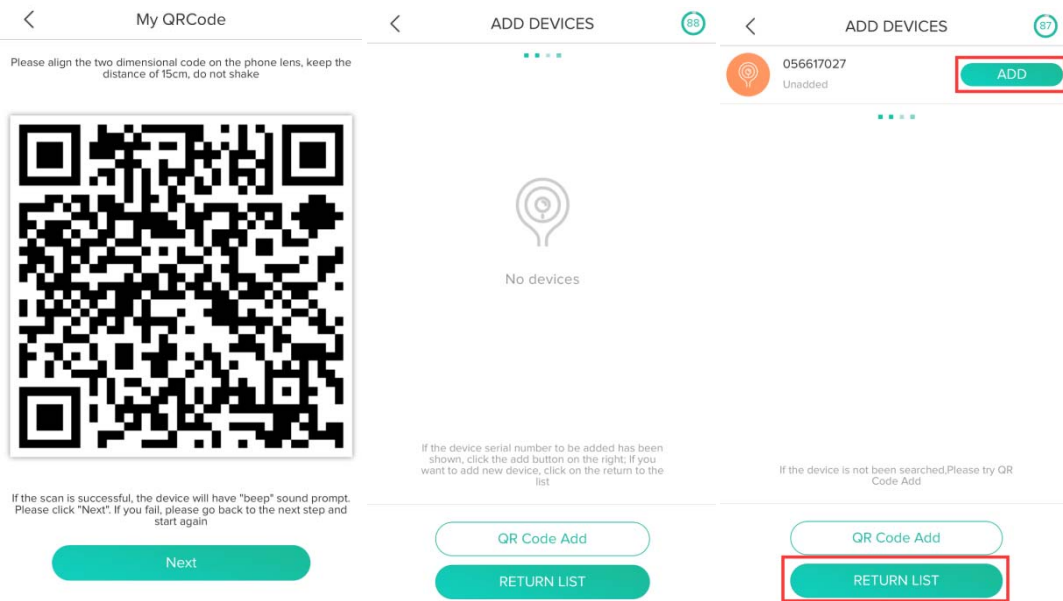 My QRCode
Please align the two dimensional code on the phone lens, keep the
distance of 15cm, do not shake
If the scan is successful, the device will have "beep" sound prompt.
Please click "Next". If you fail, please go back to the next step and
start again
Next
ADD DEVICES
88
No devices
If the device serial number to be added has been
shown, click the add button on the right; If you
want to add new device, click on the return to the
list
QR Code Add
RETURN LIST
ADD DEVICES
87
056617027
Unadded
ADD
If the device is not been searched,Please try QR
Code Add
QR Code Add
RETURN LIST